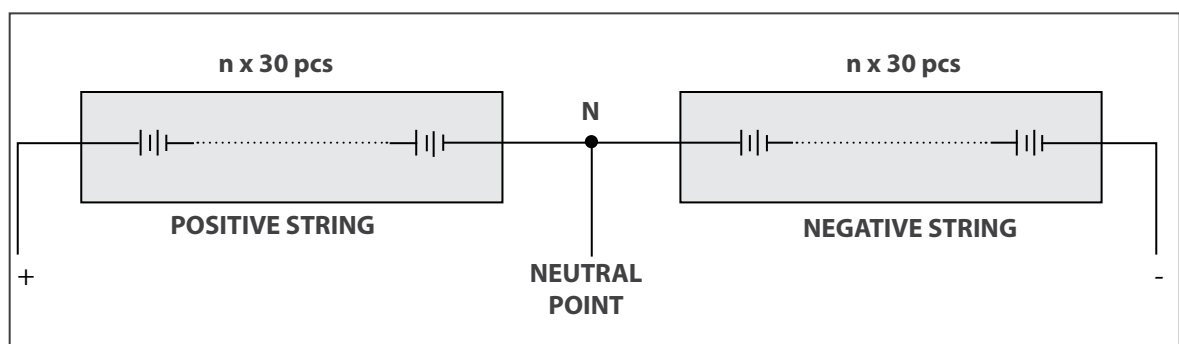 n x 30 pcs
n x 30 pcs
N
POSITIVE STRING
NEGATIVE STRING
+
NEUTRAL
POINT
-